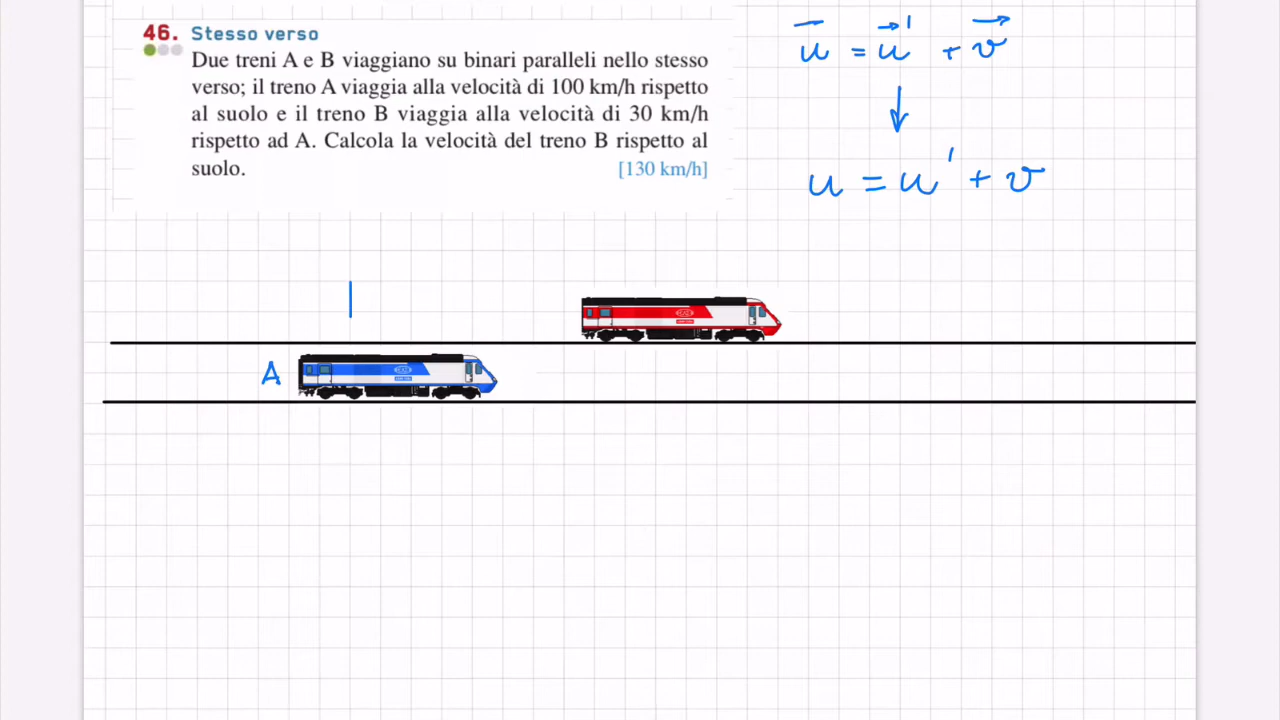 46. Stesso verso
Due treni A e B viaggiano su binari paralleli nello stesso
verso; il treno A viaggia alla velocità di 100 km/h rispetto
al suolo e il treno B viaggia alla velocità di 30 km/h
rispetto ad A. Calcola la velocità del treno B rispetto al
suolo. [130 km/h]
u⃗ = u⃗' + v⃗
↓
u = u' + v
A